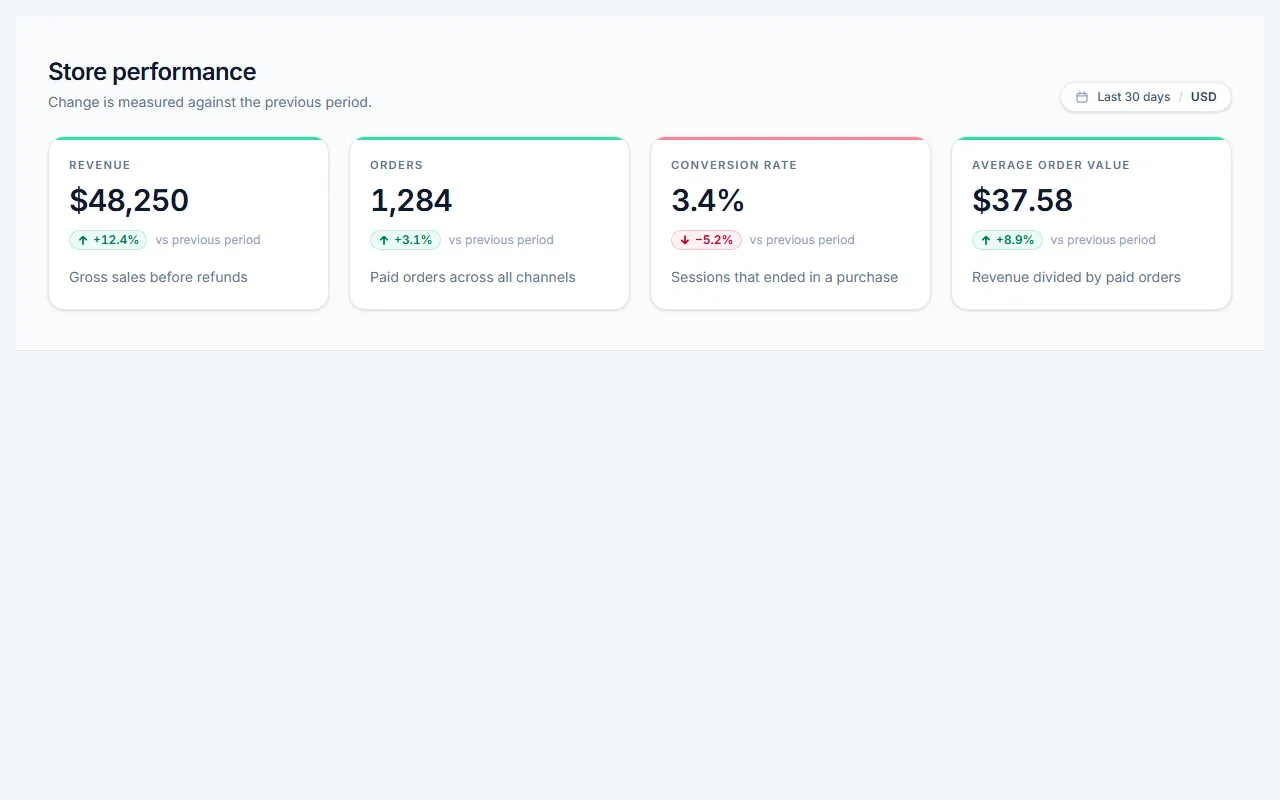 Store performance
Change is measured against the previous period.
Last 30 days / USD
REVENUE
$48,250
+12.4% vs previous period
Gross sales before refunds
ORDERS
1,284
+3.1% vs previous period
Paid orders across all channels
CONVERSION RATE
3.4%
−5.2% vs previous period
Sessions that ended in a purchase
AVERAGE ORDER VALUE
$37.58
+8.9% vs previous period
Revenue divided by paid orders